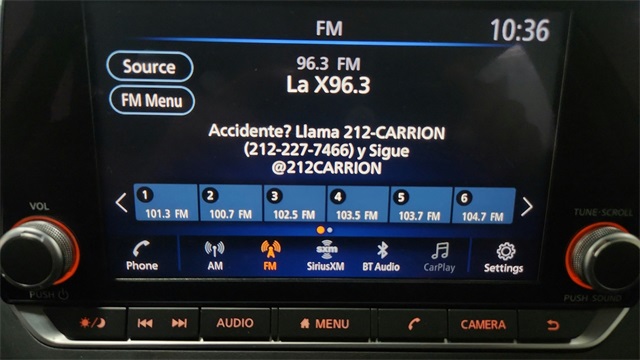 FM
10:36
Source
FM Menu
96.3 FM
La X96.3
Accidente? Llama 212-CARRION
(212-227-7466) y Sigue
@212CARRION
1
101.3 FM
2
100.7 FM
3
102.5 FM
4
103.5 FM
5
103.7 FM
6
104.7 FM
Phone
AM
FM
sxm
SiriusXM
BT Audio
CarPlay
Settings
VOL
PUSH
TUNE·SCROLL
PUSH SOUND
AUDIO
MENU
CAMERA